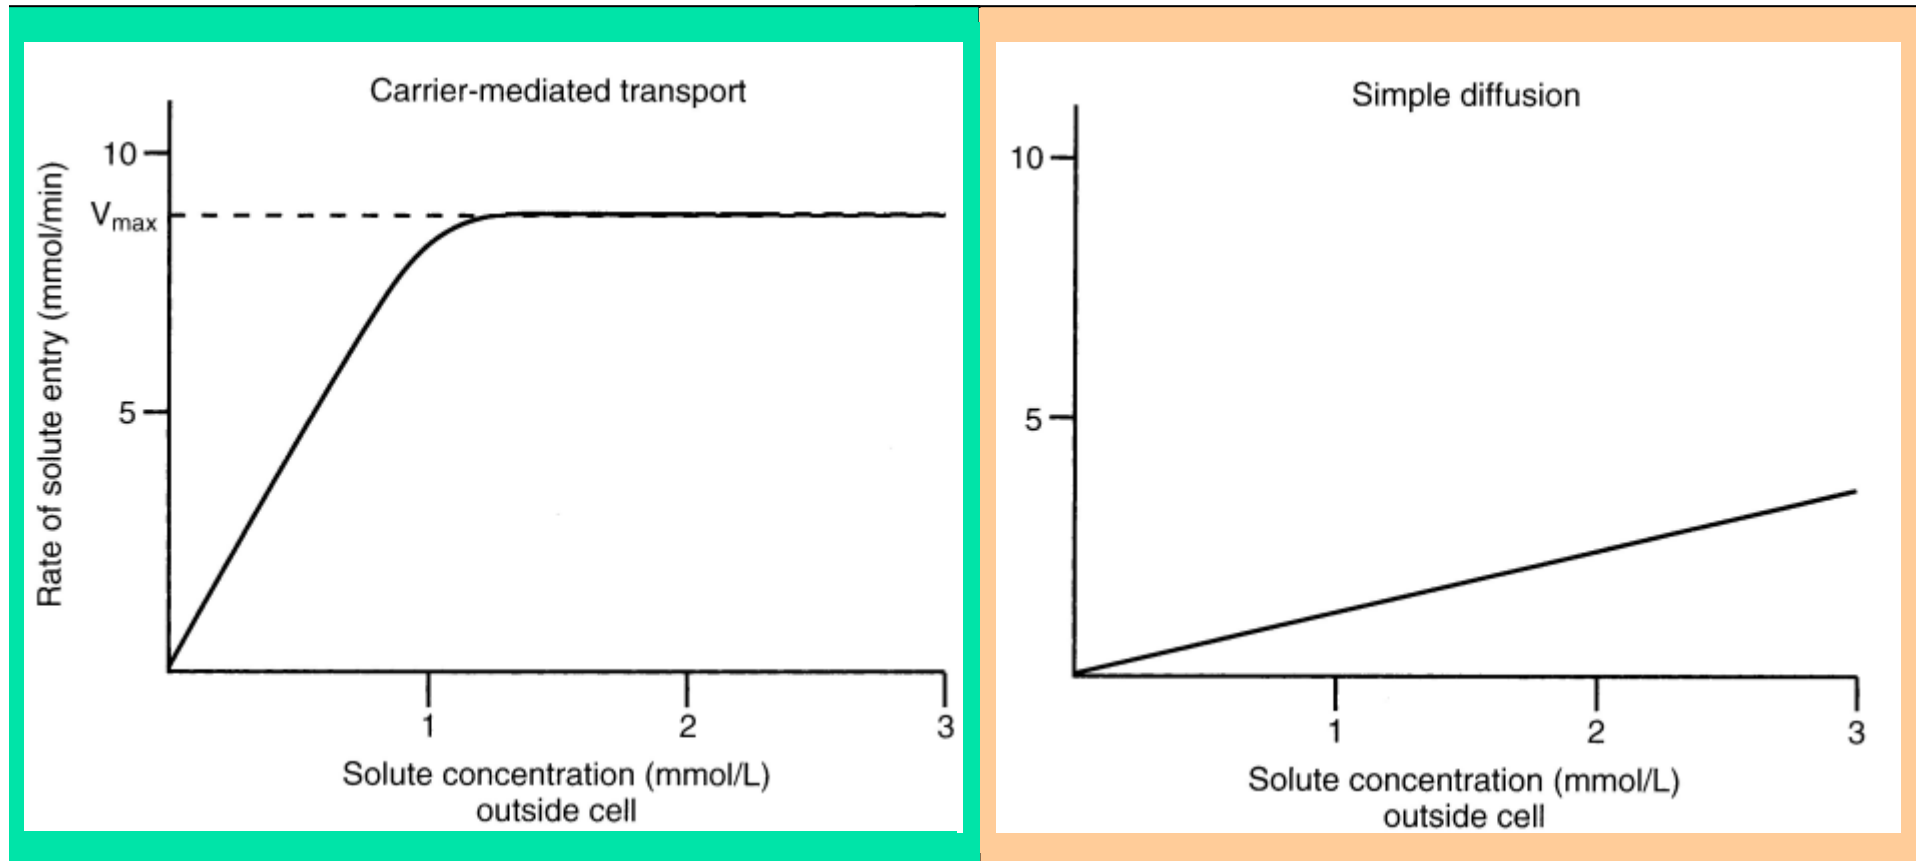 Carrier-mediated transport
10
Vmax
5
Rate of solute entry (mmol/min)
1 2 3
Solute concentration (mmol/L)
outside cell
Simple diffusion
10
5
1 2 3
Solute concentration (mmol/L)
outside cell